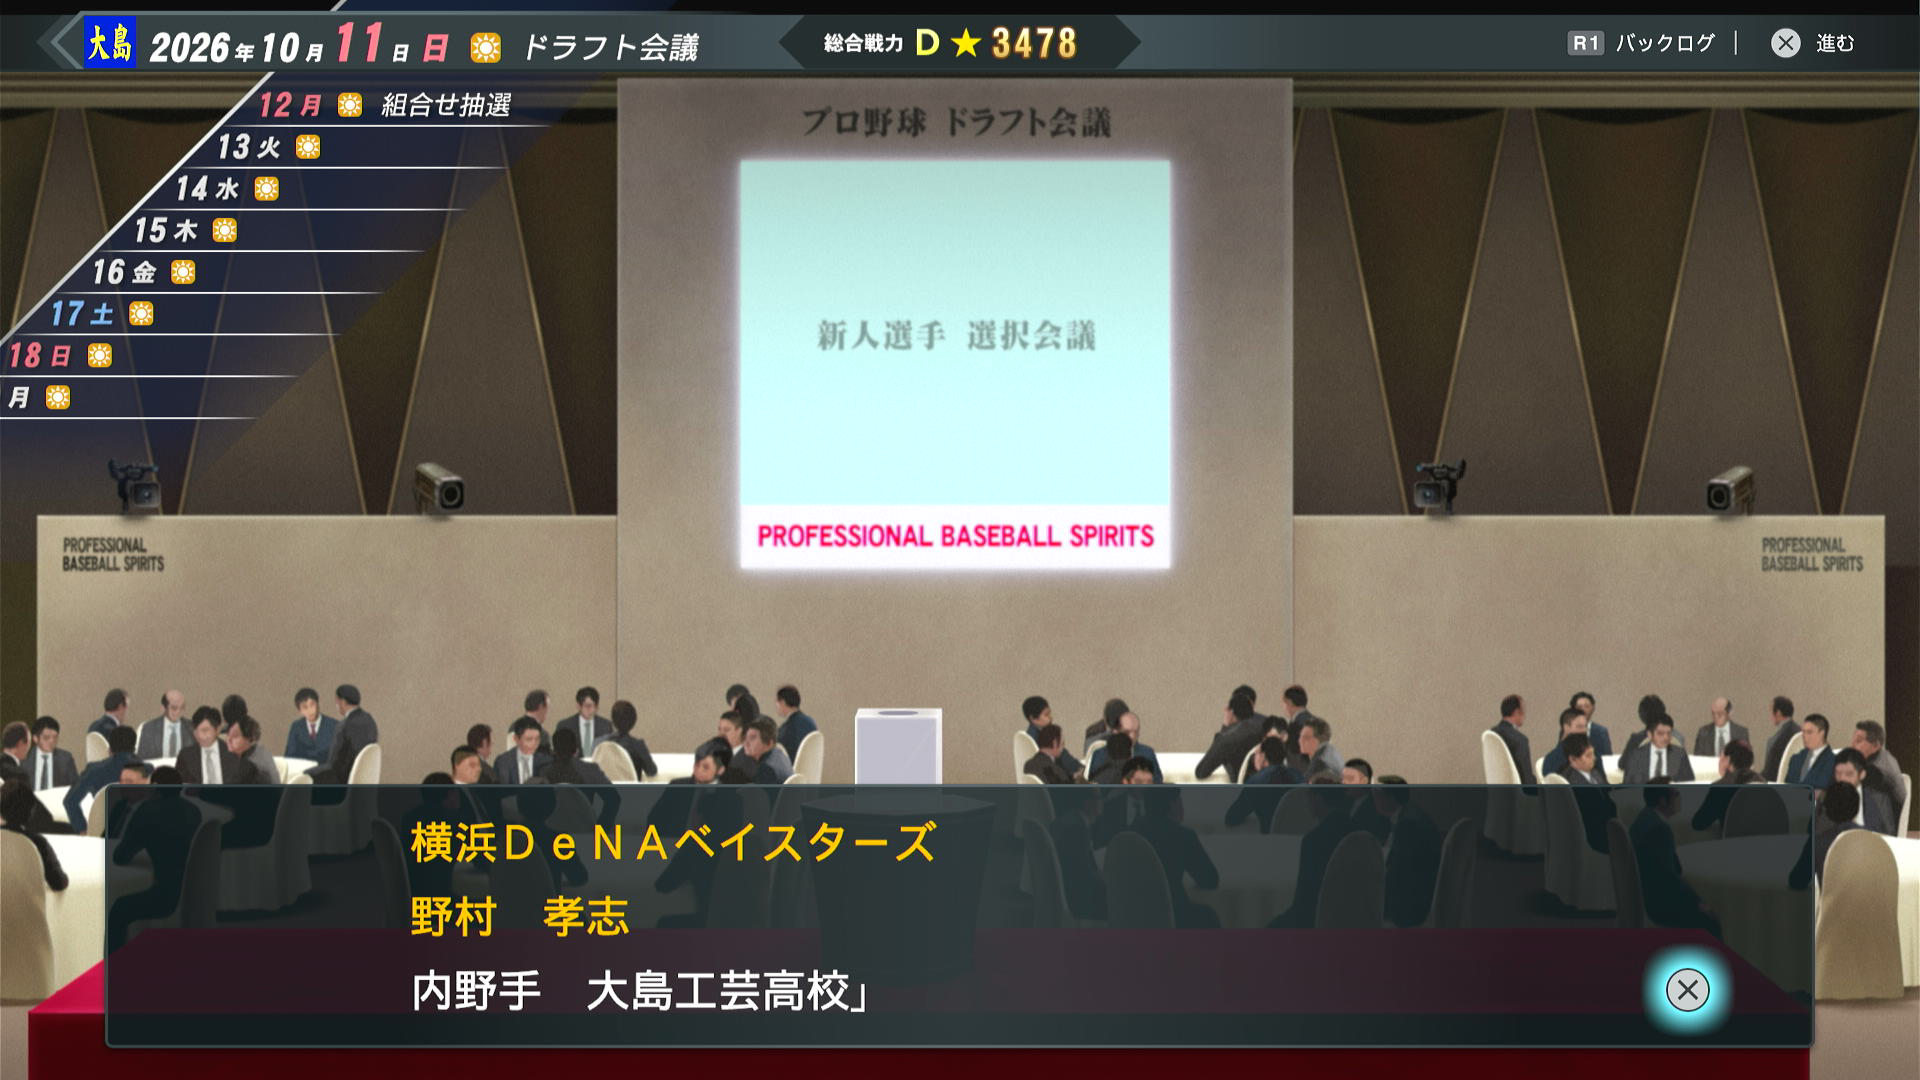 大島 2026年10月11日 日 ドラフト会議
総合戦力 D ★ 3478
R1 バックログ | 進む
12 月 組合せ抽選
13 火
14 水
15 木
16 金
17 土
18 日
月
プロ野球 ドラフト会議
新人選手 選択会議
PROFESSIONAL BASEBALL SPIRITS
PROFESSIONAL
BASEBALL SPIRITS
PROFESSIONAL
BASEBALL SPIRITS
横浜DeNAベイスターズ
野村　孝志
内野手　大島工芸高校」